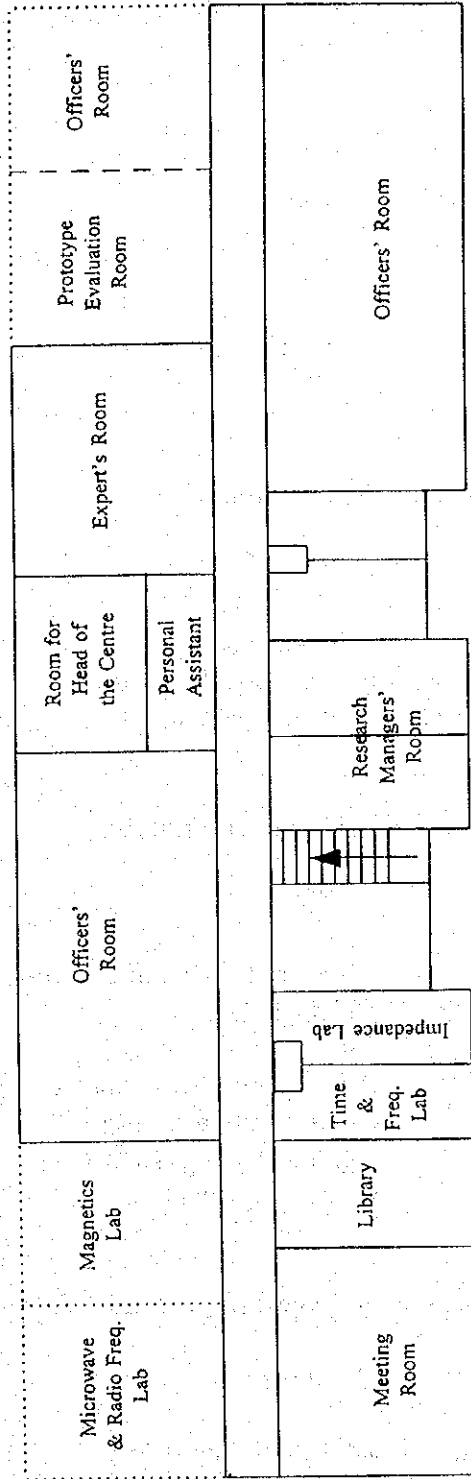 Microwave
& Radio Freq.
Lab
Magnetics
Lab
Officers'
Room
Room for
Head of
the Centre
Personal
Assistant
Expert's Room
Prototype
Evaluation
Room
Officers'
Room
Meeting
Room
Library
Time
&
Freq.
Lab
Impedance Lab
Research
Managers'
Room
Officers' Room